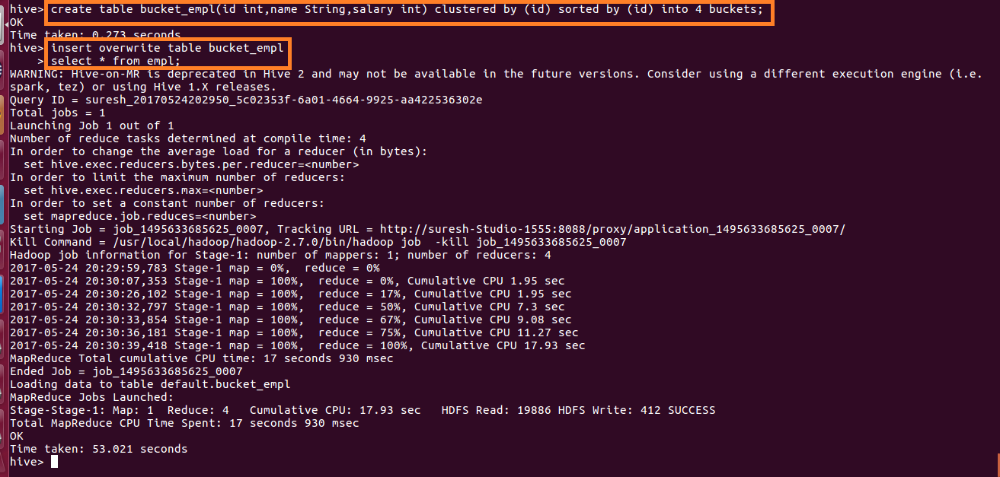 hive> create table bucket_empl(id int,name String,salary int) clustered by (id) sorted by (id) into 4 buckets;
OK
Time taken: 0.273 seconds
hive> insert overwrite table bucket_empl
    > select * from empl;
WARNING: Hive-on-MR is deprecated in Hive 2 and may not be available in the future versions. Consider using a different execution engine (i.e.
spark, tez) or using Hive 1.X releases.
Query ID = suresh_20170524202950_5c02353f-6a01-4664-9925-aa422536302e
Total jobs = 1
Launching Job 1 out of 1
Number of reduce tasks determined at compile time: 4
In order to change the average load for a reducer (in bytes):
  set hive.exec.reducers.bytes.per.reducer=<number>
In order to limit the maximum number of reducers:
  set hive.exec.reducers.max=<number>
In order to set a constant number of reducers:
  set mapreduce.job.reduces=<number>
Starting Job = job_1495633685625_0007, Tracking URL = http://suresh-Studio-1555:8088/proxy/application_1495633685625_0007/
Kill Command = /usr/local/hadoop/hadoop-2.7.0/bin/hadoop job  -kill job_1495633685625_0007
Hadoop job information for Stage-1: number of mappers: 1; number of reducers: 4
2017-05-24 20:29:59,783 Stage-1 map = 0%,  reduce = 0%
2017-05-24 20:30:07,353 Stage-1 map = 100%,  reduce = 0%, Cumulative CPU 1.95 sec
2017-05-24 20:30:26,102 Stage-1 map = 100%,  reduce = 17%, Cumulative CPU 1.95 sec
2017-05-24 20:30:32,797 Stage-1 map = 100%,  reduce = 50%, Cumulative CPU 7.3 sec
2017-05-24 20:30:33,854 Stage-1 map = 100%,  reduce = 67%, Cumulative CPU 9.08 sec
2017-05-24 20:30:36,181 Stage-1 map = 100%,  reduce = 75%, Cumulative CPU 11.27 sec
2017-05-24 20:30:39,418 Stage-1 map = 100%,  reduce = 100%, Cumulative CPU 17.93 sec
MapReduce Total cumulative CPU time: 17 seconds 930 msec
Ended Job = job_1495633685625_0007
Loading data to table default.bucket_empl
MapReduce Jobs Launched:
Stage-Stage-1: Map: 1  Reduce: 4   Cumulative CPU: 17.93 sec   HDFS Read: 19886 HDFS Write: 412 SUCCESS
Total MapReduce CPU Time Spent: 17 seconds 930 msec
OK
Time taken: 53.021 seconds
hive>